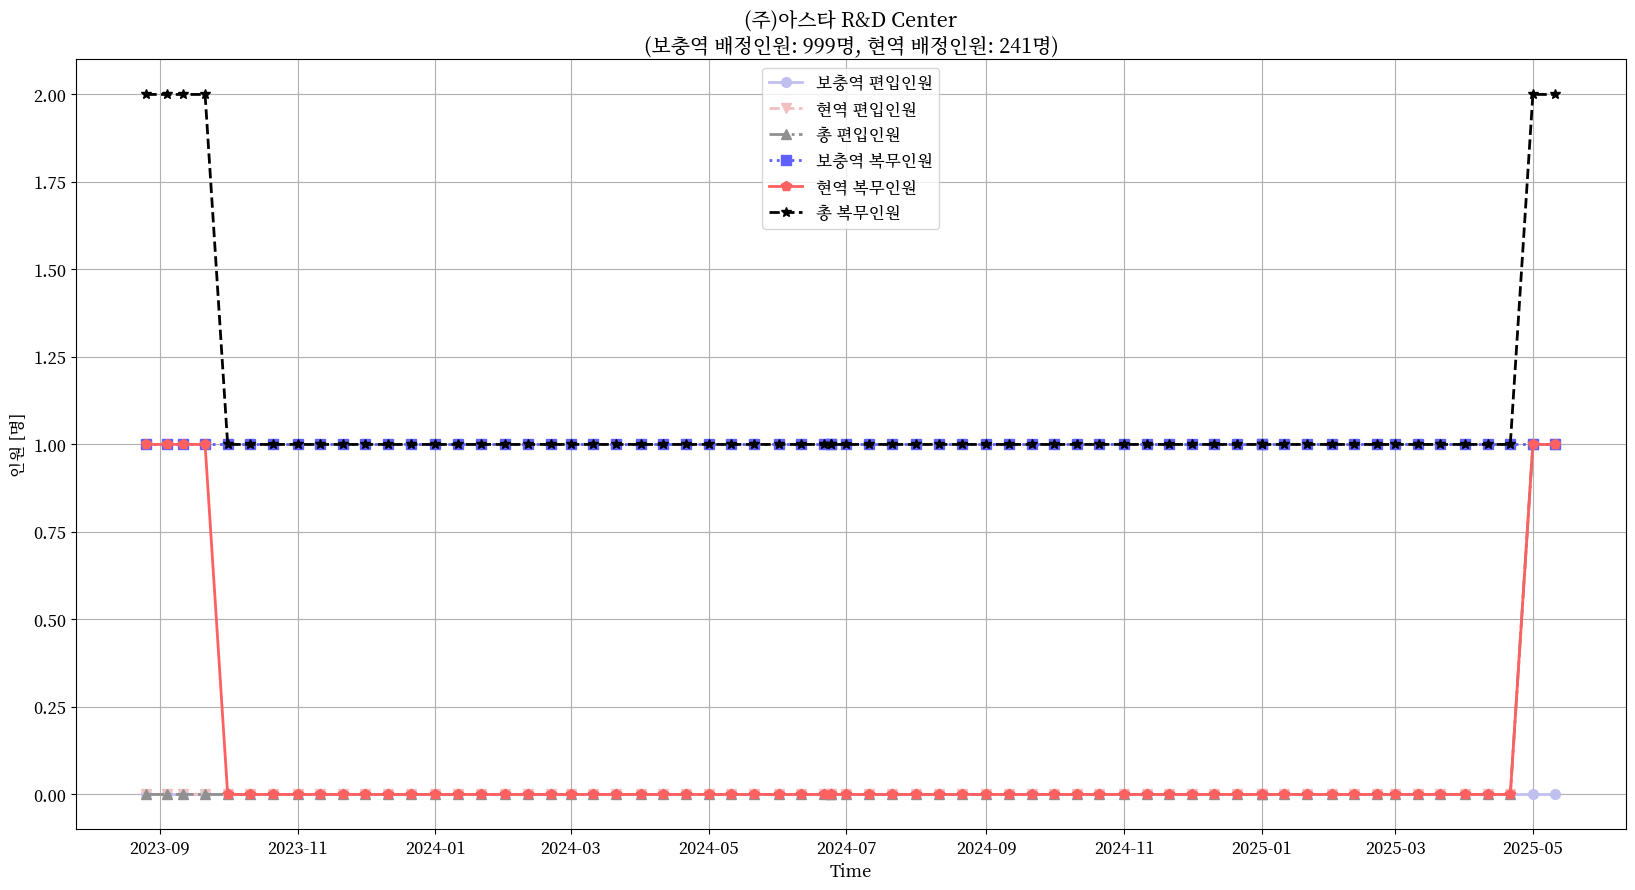 (주)아스타 R&D Center
(보충역 배정인원: 999명, 현역 배정인원: 241명)
보충역 편입인원
현역 편입인원
총 편입인원
보충역 복무인원
현역 복무인원
총 복무인원
인원 [명]
2.00
1.75
1.50
1.25
1.00
0.75
0.50
0.25
0.00
2023-09 2023-11 2024-01 2024-03 2024-05 2024-07 2024-09 2024-11 2025-01 2025-03 2025-05
Time